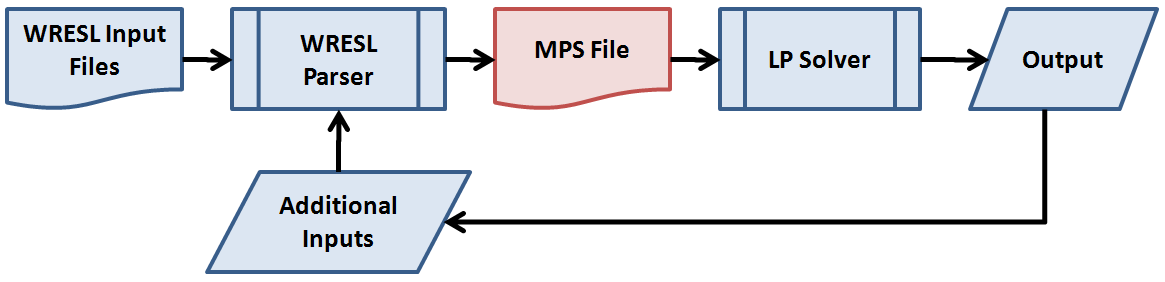 WRESL Input
Files
WRESL
Parser
MPS File
LP Solver
Output
Additional
Inputs